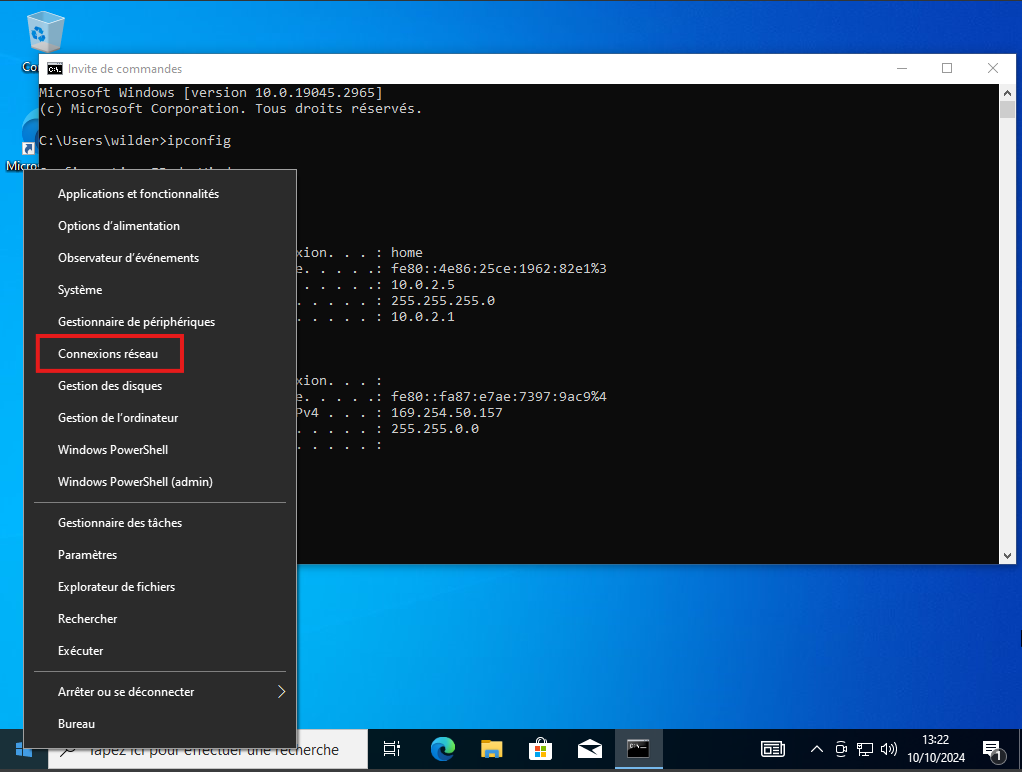 Co
Invite de commandes
Microsoft Windows [version 10.0.19045.2965]
(c) Microsoft Corporation. Tous droits réservés.
C:\Users\wilder>ipconfig
Micro
Applications et fonctionnalités
Options d’alimentation
Observateur d’événements
Système
Gestionnaire de périphériques
Connexions réseau
Gestion des disques
Gestion de l’ordinateur
Windows PowerShell
Windows PowerShell (admin)
Gestionnaire des tâches
Paramètres
Explorateur de fichiers
Rechercher
Exécuter
Arrêter ou se déconnecter
Bureau
xion. . . : home
e. . . . .: fe80::4e86:25ce:1962:82e1%3
. . . . .: 10.0.2.5
. . . . . : 255.255.255.0
. . . . . : 10.0.2.1
xion. . . :
e. . . . .: fe80::fa87:e7ae:7397:9ac9%4
Pv4 . . . : 169.254.50.157
. . . . . : 255.255.0.0
. . . . . :
Tapez ici pour effectuer une recherche
13:22
10/10/2024
1